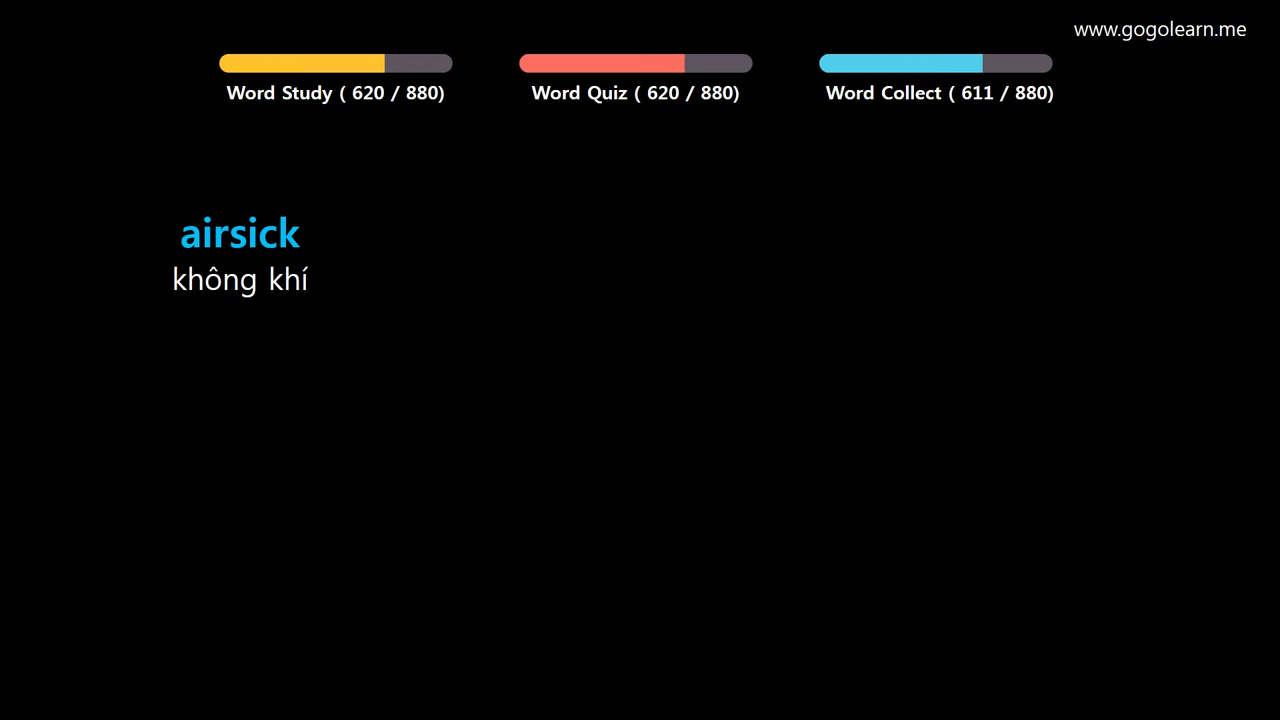 www.gogolearn.me
Word Study ( 620 / 880)
Word Quiz ( 620 / 880)
Word Collect ( 611 / 880)
airsick
không khí